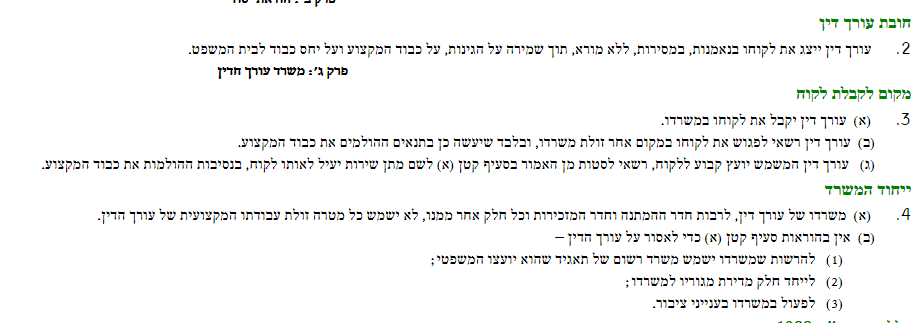 חובת עורך דין
2. עורך דין ייצג את לקוחו בנאמנות, במסירות, ללא מורא, תוך שמירה על הגינות, על כבוד המקצוע ועל יחס כבוד לבית המשפט.
פרק ג': משרד עורך הדין
מקום לקבלת לקוח
3. (א) עורך דין יקבל את לקוחו במשרדו.
(ב) עורך דין רשאי לפגוש את לקוחו במקום אחר זולת משרדו, ובלבד שיעשה כן בתנאים ההולמים את כבוד המקצוע.
(ג) עורך דין המשמש יועץ קבוע ללקוח, רשאי לסטות מן האמור בסעיף קטן (א) לשם מתן שירות יעיל לאותו לקוח, בנסיבות ההולמות את כבוד המקצוע.
ייחוד המשרד
4. (א) משרדו של עורך דין, לרבות חדר ההמתנה וחדר המזכירות וכל חלק אחר ממנו, לא ישמש כל מטרה זולת עבודתו המקצועית של עורך הדין.
(ב) אין בהוראות סעיף קטן (א) כדי לאסור על עורך הדין –
(1) להרשות שמשרדו ישמש משרד רשום של תאגיד שהוא יועצו המשפטי;
(2) לייחד חלק מדירת מגוריו למשרדו;
(3) לפעול במשרדו בענייני ציבור.